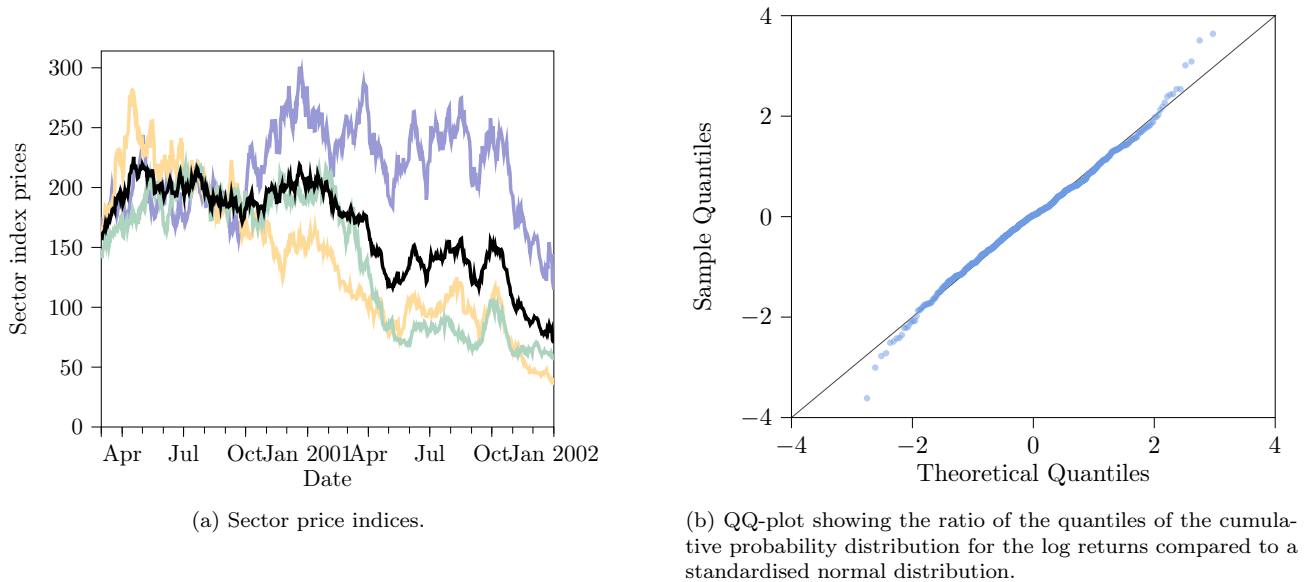 300
250
200
150
100
50
0
Sector index prices
Apr Jul Oct Jan 2001 Apr Jul Oct Jan 2002
Date
(a) Sector price indices.
4
2
0
−2
−4
Sample Quantiles
−4 −2 0 2 4
Theoretical Quantiles
(b) QQ-plot showing the ratio of the quantiles of the cumula-
tive probability distribution for the log returns compared to a
standardised normal distribution.